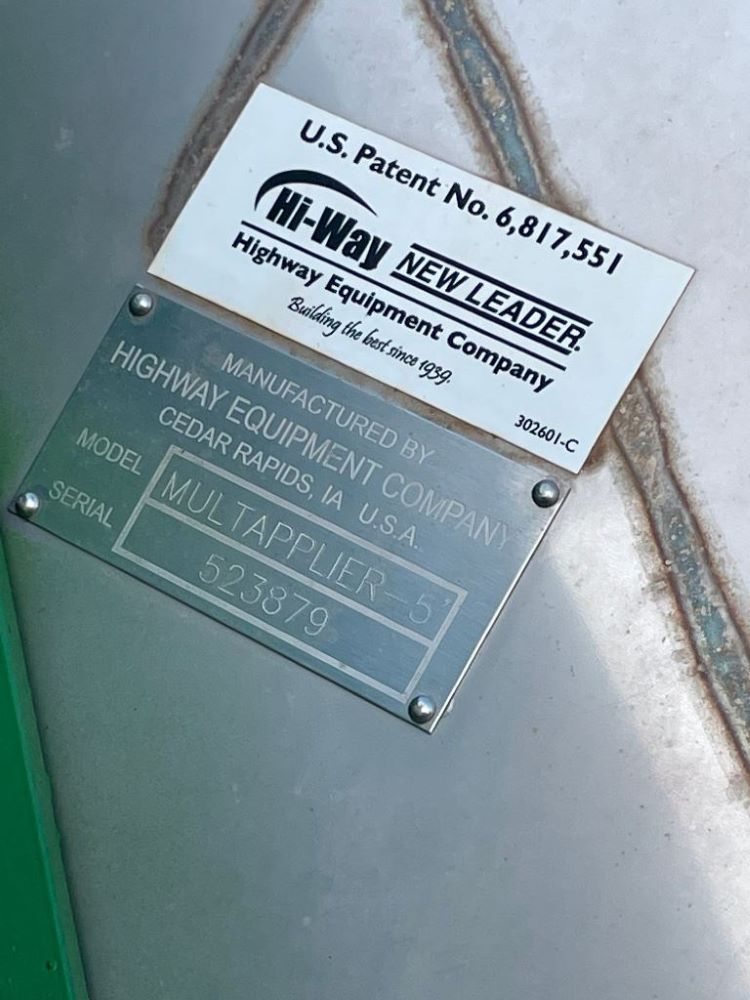 U.S. Patent No. 6,817,551
Hi-Way NEW LEADER.
Highway Equipment Company
Building the best since 1939.
302601-C
MANUFACTURED BY
HIGHWAY EQUIPMENT COMPANY
CEDAR RAPIDS, IA U.S.A.
MODEL MULTAPPLIER-5'
SERIAL 523879